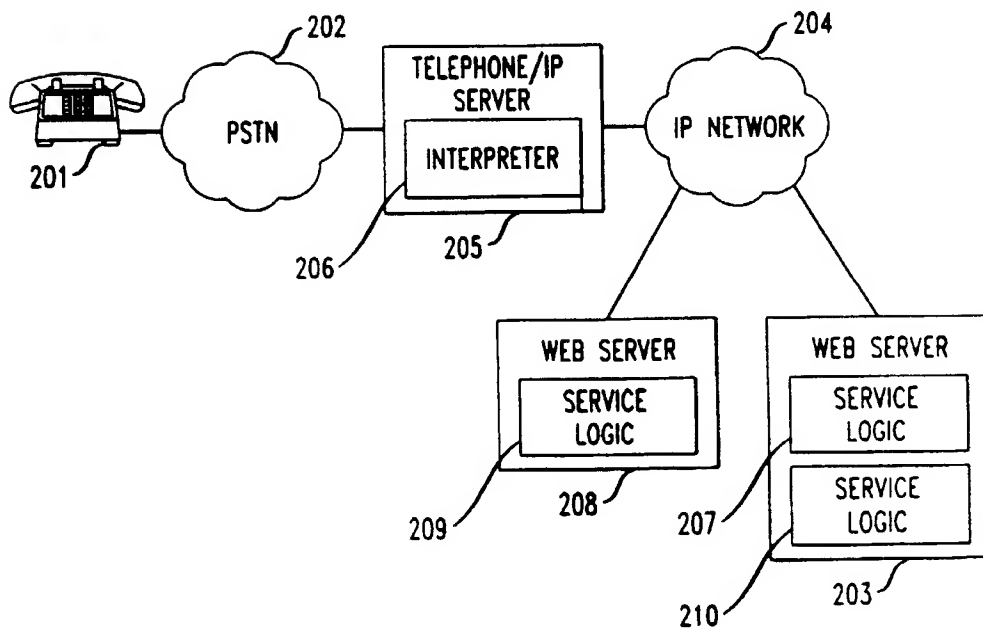 202
204
TELEPHONE/IP
SERVER
PSTN
INTERPRETER
IP NETWORK
201
206
205
WEB SERVER
SERVICE
LOGIC
WEB SERVER
SERVICE
LOGIC
SERVICE
LOGIC
209
208
207
210
203